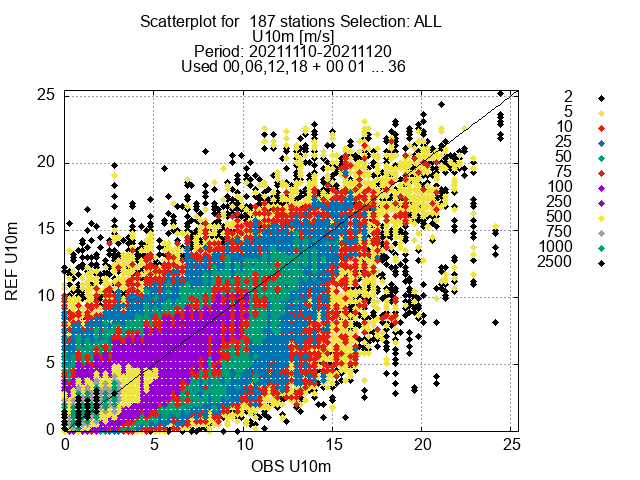 Scatterplot for 187 stations Selection: ALL
U10m [m/s]
Period: 20211110-20211120
Used 00,06,12,18 + 00 01 ... 36
25
20
15
10
5
0
REF U10m
0 5 10 15 20 25
OBS U10m
2
5
10
25
50
75
100
250
500
750
1000
2500